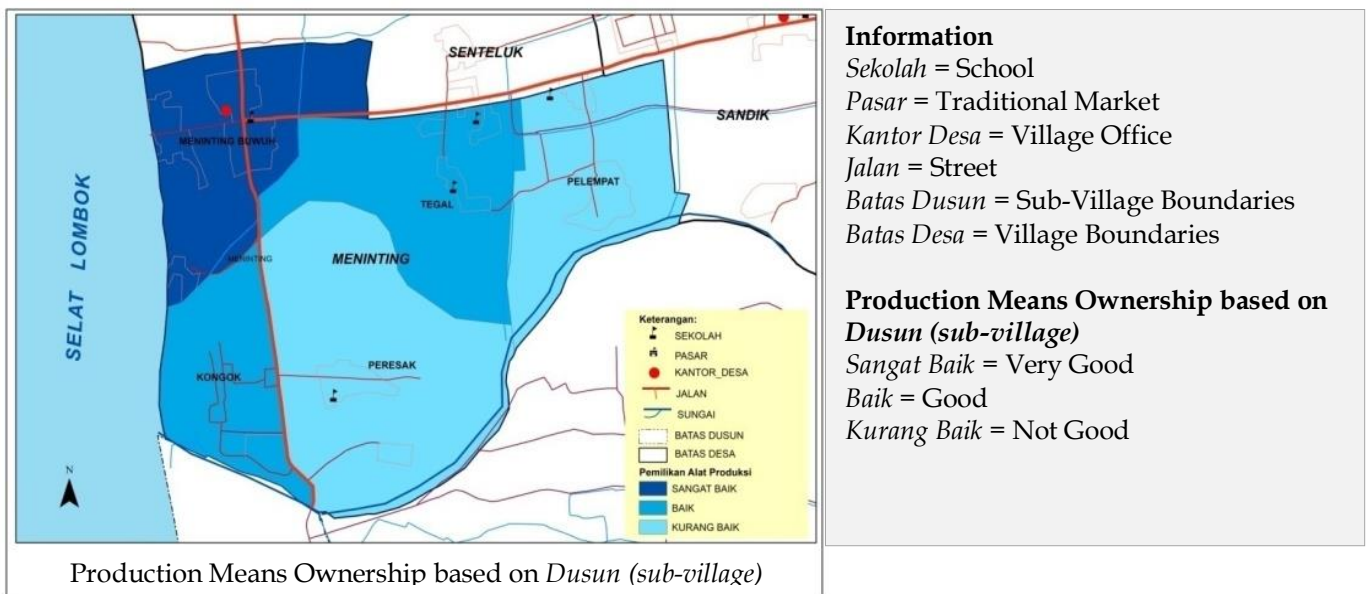 SENTELUK
SANDIK
MENINTING BUWUH
PELEMPAT
TEGAL
SELAT LOMBOK
MENINTING
MENINTING
PERESAK
KONGOK
N
Keterangan:
SEKOLAH
PASAR
KANTOR_DESA
JALAN
SUNGAI
BATAS DUSUN
BATAS DESA
Pemilikan Alat Produksi
SANGAT BAIK
BAIK
KURANG BAIK
Production Means Ownership based on Dusun (sub-village)
Information
Sekolah = School
Pasar = Traditional Market
Kantor Desa = Village Office
Jalan = Street
Batas Dusun = Sub-Village Boundaries
Batas Desa = Village Boundaries
Production Means Ownership based on
Dusun (sub-village)
Sangat Baik = Very Good
Baik = Good
Kurang Baik = Not Good